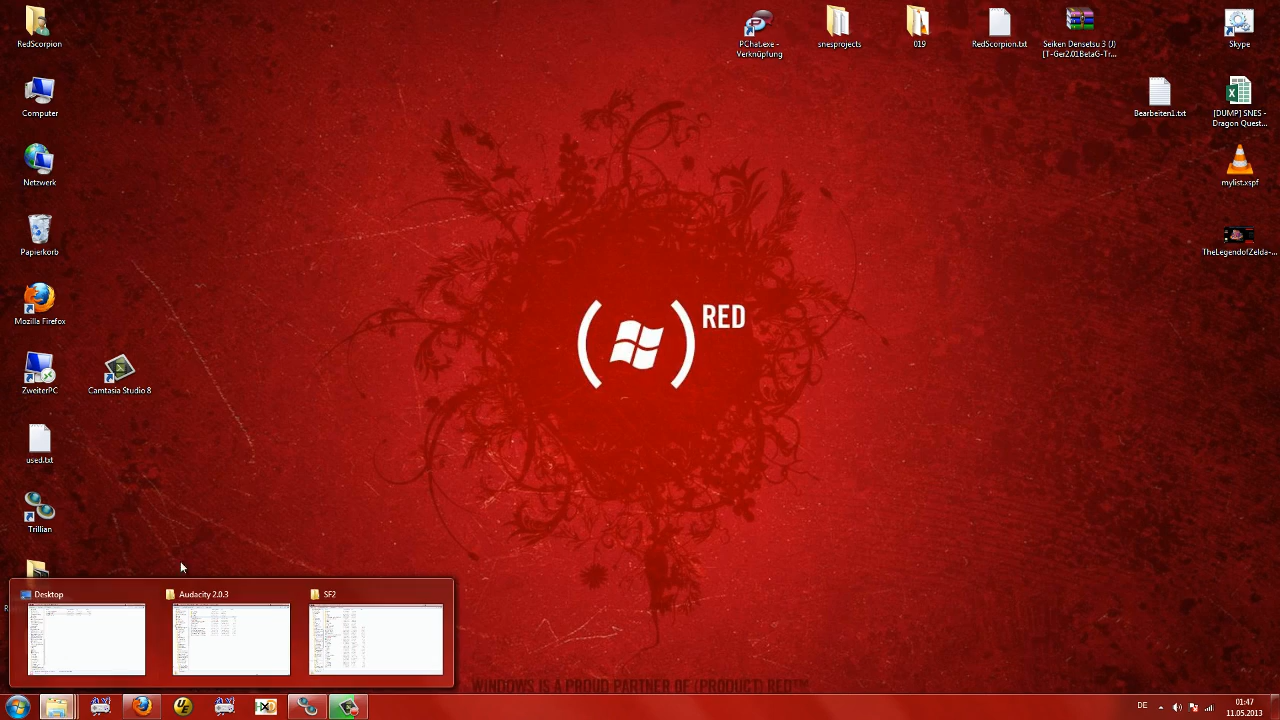 RedScorpion
Computer
Netzwerk
Papierkorb
Mozilla Firefox
ZweiterPC
Camtasia Studio 8
used.txt
Trillian
PChat.exe -
Verknüpfung
snesprojects
019
RedScorpion.txt
Seiken Densetsu 3 (J)
[T-Ger2.01BetaG-Tr...
Skype
Bearbeiten1.txt
[DUMP] SNES -
Dragon Quest...
mylist.xspf
TheLegendofZelda-...
RED
Desktop
Audacity 2.0.3
SF2
WINDOWS IS A PROUD PARTNER OF (PRODUCT) RED™
DE
01:47
11.05.2013